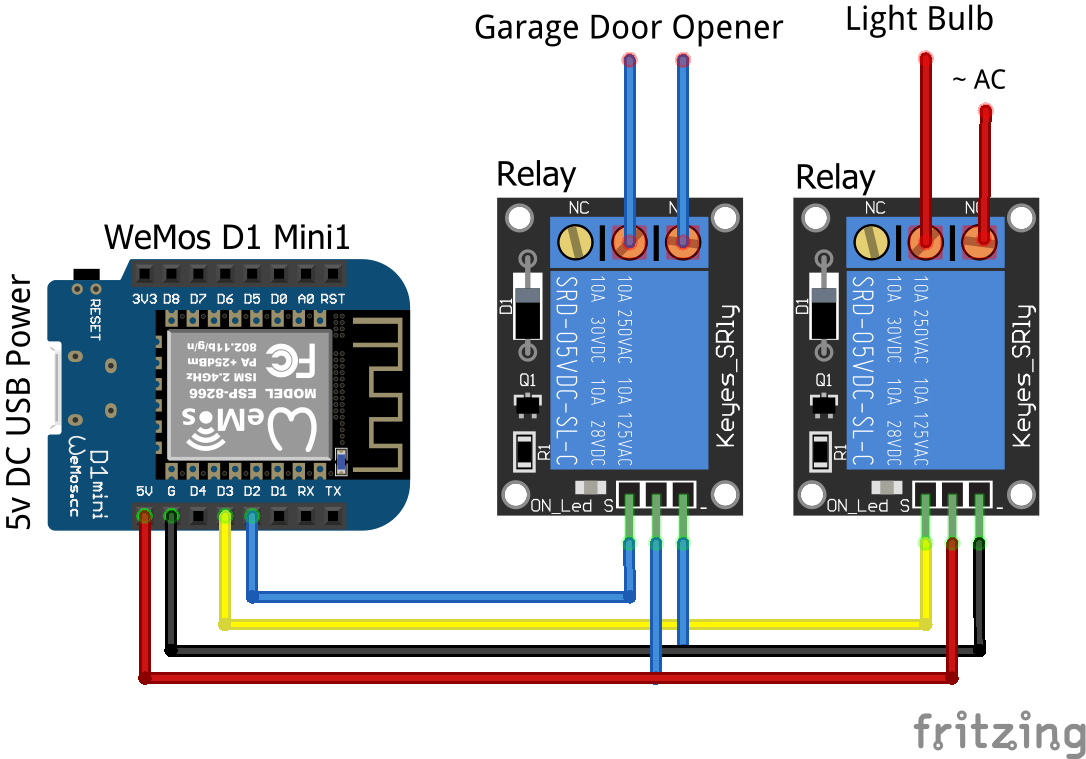 Garage Door Opener
Light Bulb
~ AC
Relay
Relay
NC
NC
WeMos D1 Mini1
5v DC USB Power
3V3 D8 D7 D6 D5 D0 A0 RST
RESET
802.11b/g/n
PA +25dBm
ISM 2.4GHz
FC
MODEL ESP-8266
WeMos
D1mini
WeMos.cc
5V G D4 D3 D2 D1 RX TX
D1
Q1
R1
SRD-05VDC-SL-C
10A 30VDC 10A 28VDC
10A 250VAC 10A 125VAC
Keyes_SRly
ON_Led S -
D1
Q1
R1
SRD-05VDC-SL-C
10A 30VDC 10A 28VDC
10A 250VAC 10A 125VAC
Keyes_SRly
ON_Led S -
fritzing